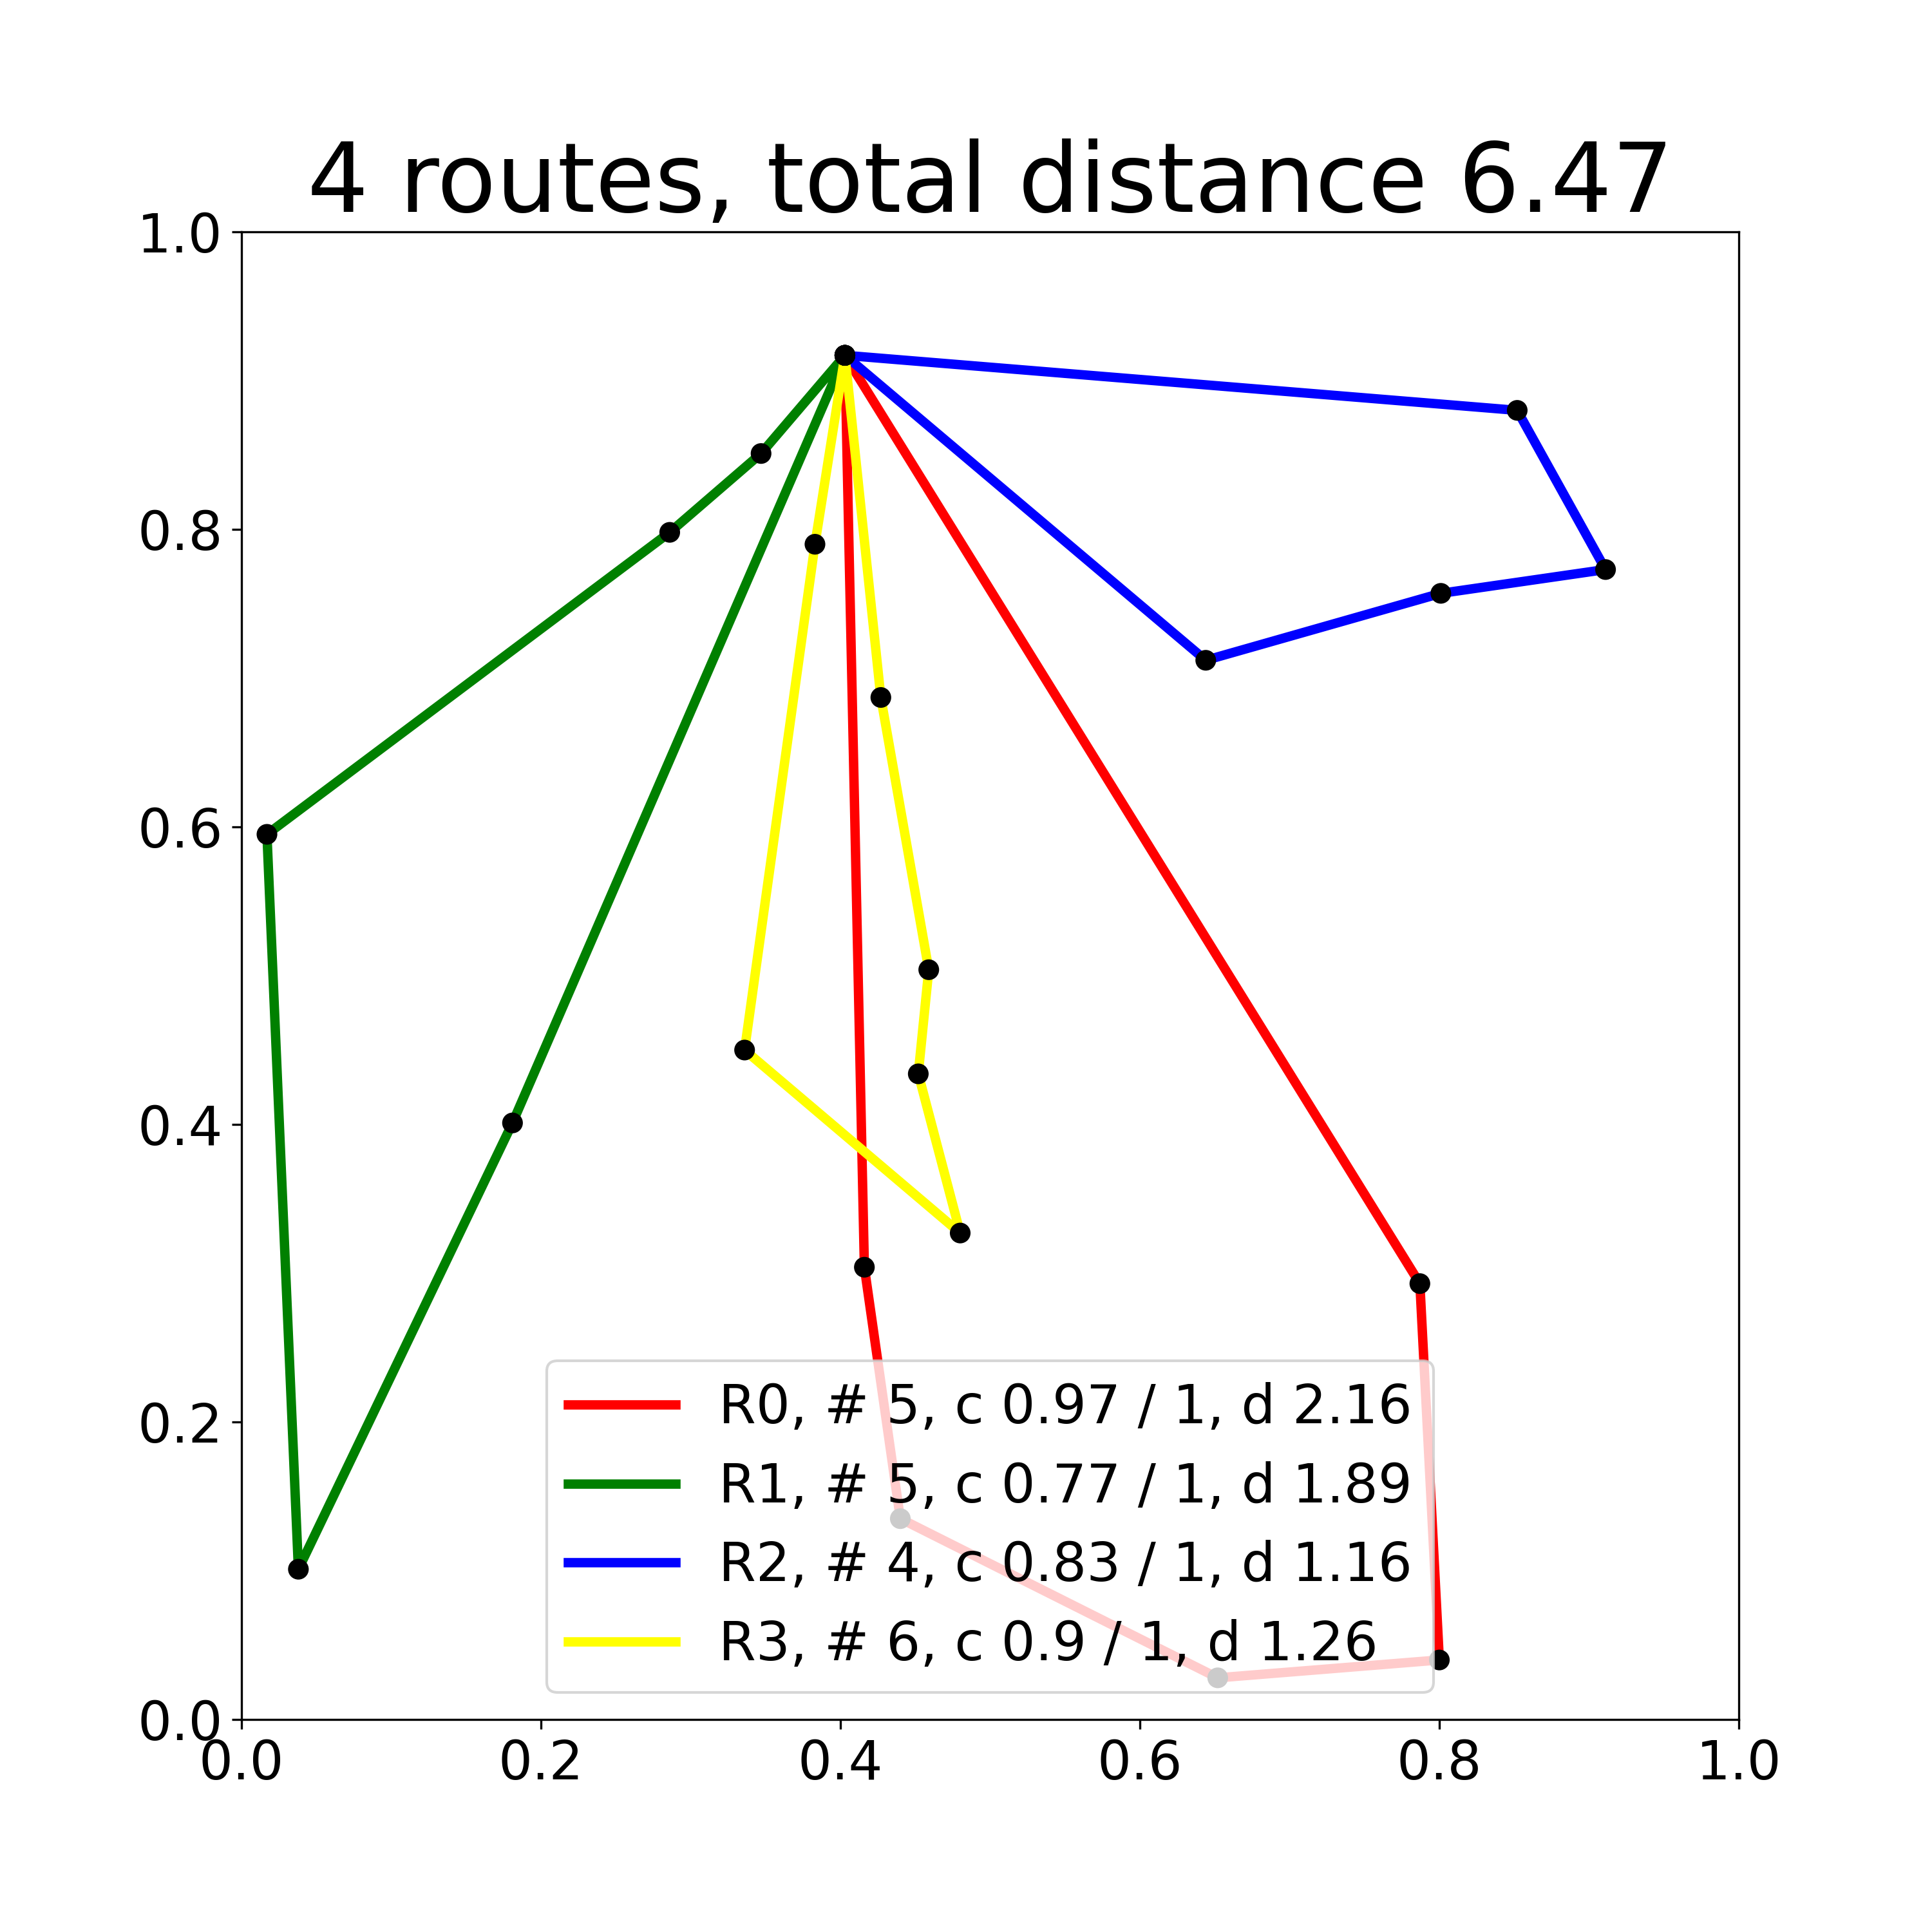 4 routes, total distance 6.47
1.0
0.8
0.6
0.4
0.2
0.0
R0, # 5, c 0.97 / 1, d 2.16
R1, # 5, c 0.77 / 1, d 1.89
R2, # 4, c 0.83 / 1, d 1.16
R3, # 6, c 0.9 / 1, d 1.26
0.0 0.2 0.4 0.6 0.8 1.0